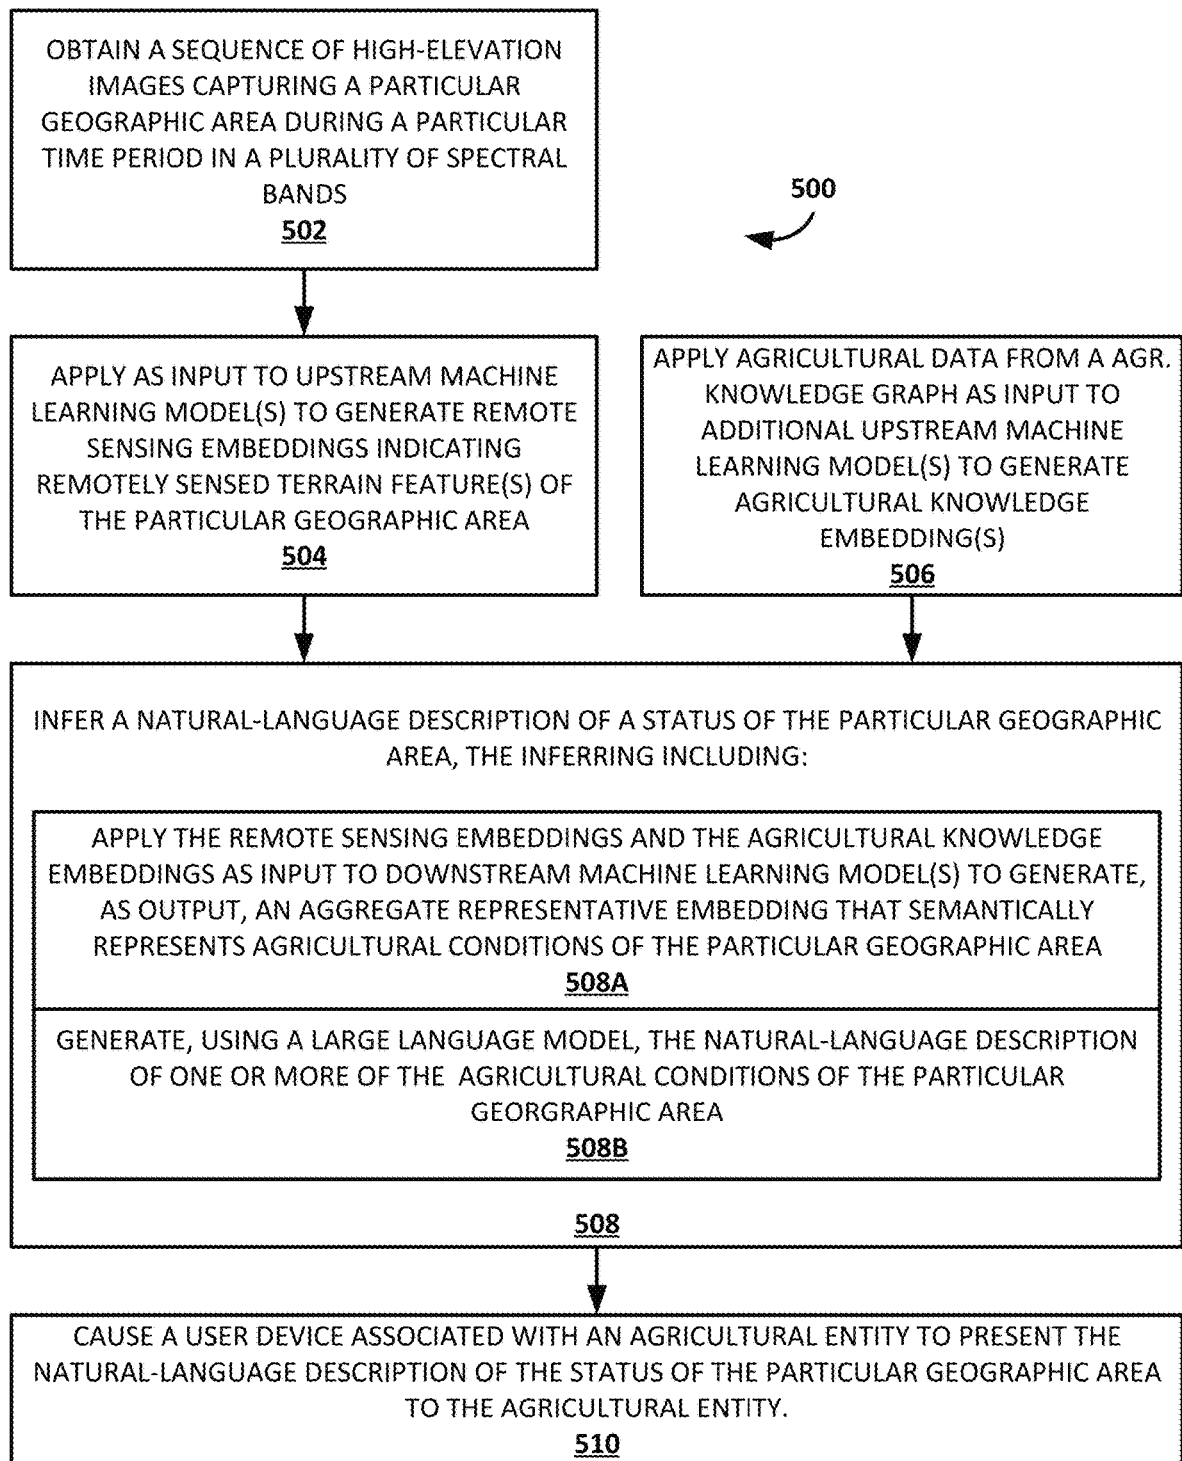 OBTAIN A SEQUENCE OF HIGH-ELEVATION
IMAGES CAPTURING A PARTICULAR
GEOGRAPHIC AREA DURING A PARTICULAR
TIME PERIOD IN A PLURALITY OF SPECTRAL
BANDS
502
500
APPLY AS INPUT TO UPSTREAM MACHINE
LEARNING MODEL(S) TO GENERATE REMOTE
SENSING EMBEDDINGS INDICATING
REMOTELY SENSED TERRAIN FEATURE(S) OF
THE PARTICULAR GEOGRAPHIC AREA
504
APPLY AGRICULTURAL DATA FROM A AGR.
KNOWLEDGE GRAPH AS INPUT TO
ADDITIONAL UPSTREAM MACHINE
LEARNING MODEL(S) TO GENERATE
AGRICULTURAL KNOWLEDGE
EMBEDDING(S)
506
INFER A NATURAL-LANGUAGE DESCRIPTION OF A STATUS OF THE PARTICULAR GEOGRAPHIC
AREA, THE INFERRING INCLUDING:
APPLY THE REMOTE SENSING EMBEDDINGS AND THE AGRICULTURAL KNOWLEDGE
EMBEDDINGS AS INPUT TO DOWNSTREAM MACHINE LEARNING MODEL(S) TO GENERATE,
AS OUTPUT, AN AGGREGATE REPRESENTATIVE EMBEDDING THAT SEMANTICALLY
REPRESENTS AGRICULTURAL CONDITIONS OF THE PARTICULAR GEOGRAPHIC AREA
508A
GENERATE, USING A LARGE LANGUAGE MODEL, THE NATURAL-LANGUAGE DESCRIPTION
OF ONE OR MORE OF THE AGRICULTURAL CONDITIONS OF THE PARTICULAR
GEORGRAPHIC AREA
508B
508
CAUSE A USER DEVICE ASSOCIATED WITH AN AGRICULTURAL ENTITY TO PRESENT THE
NATURAL-LANGUAGE DESCRIPTION OF THE STATUS OF THE PARTICULAR GEOGRAPHIC AREA
TO THE AGRICULTURAL ENTITY.
510